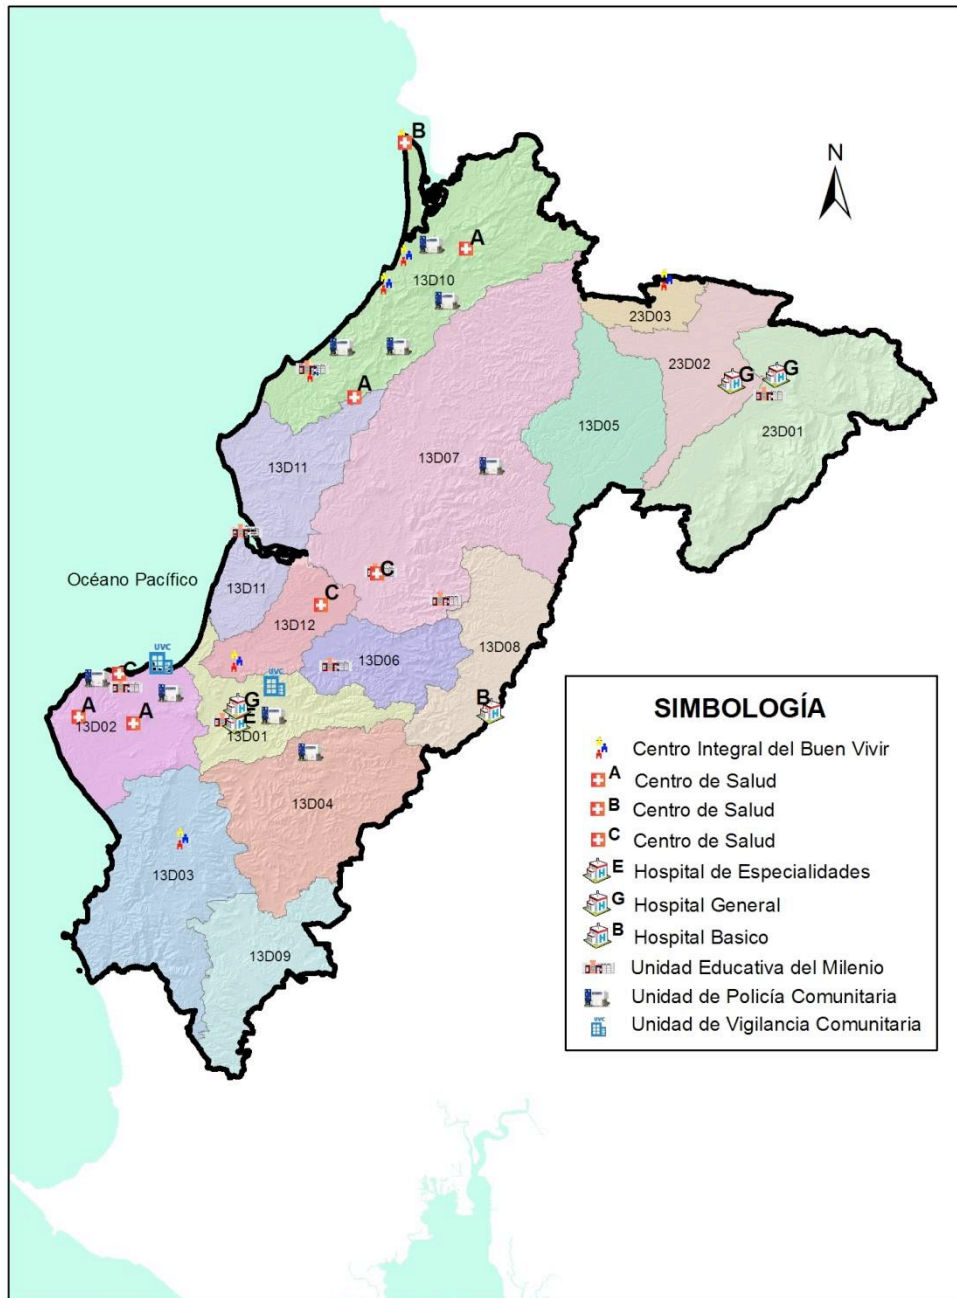 B
N
A
13D10
23D03
23D02
G
G
A
23D01
13D05
13D11
13D07
Océano Pacífico
C
13D11
C
13D12
13D08
UVC
13D06
C
UVC
A
A
G
B
E
13D02
13D01
13D04
13D03
13D09
SIMBOLOGÍA
Centro Integral del Buen Vivir
A Centro de Salud
B Centro de Salud
C Centro de Salud
E Hospital de Especialidades
G Hospital General
B Hospital Basico
Unidad Educativa del Milenio
Unidad de Policía Comunitaria
UVC Unidad de Vigilancia Comunitaria